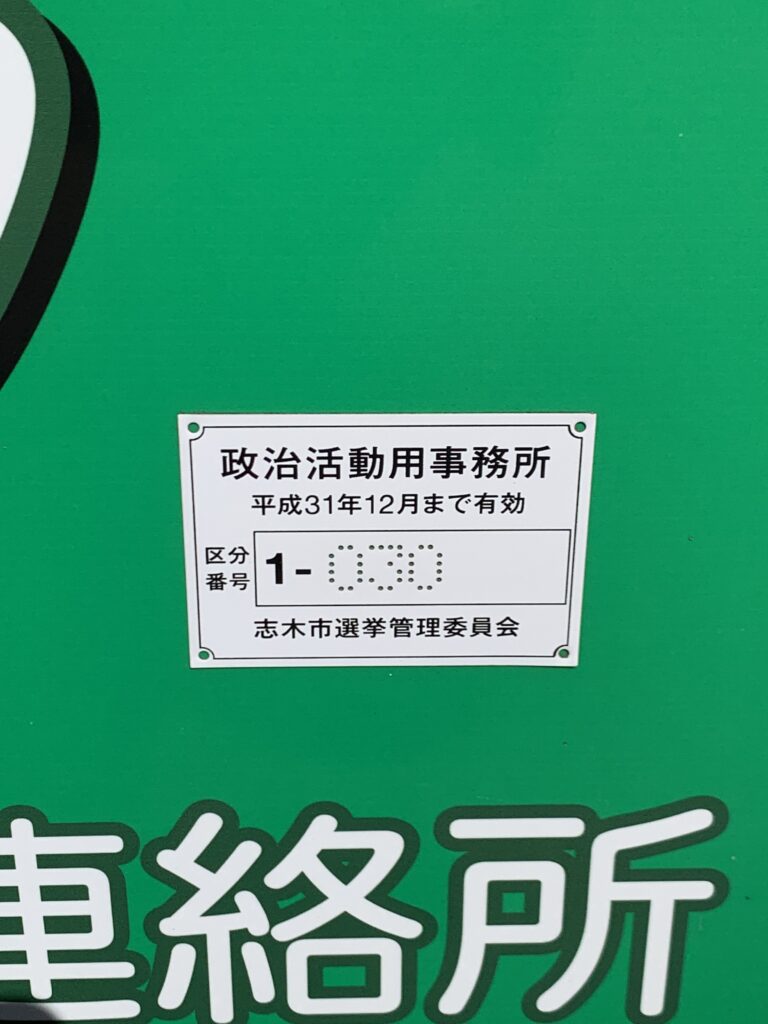 政治活動用事務所
平成31年12月まで有効
区分番号 1-030
志木市選挙管理委員会
連絡所